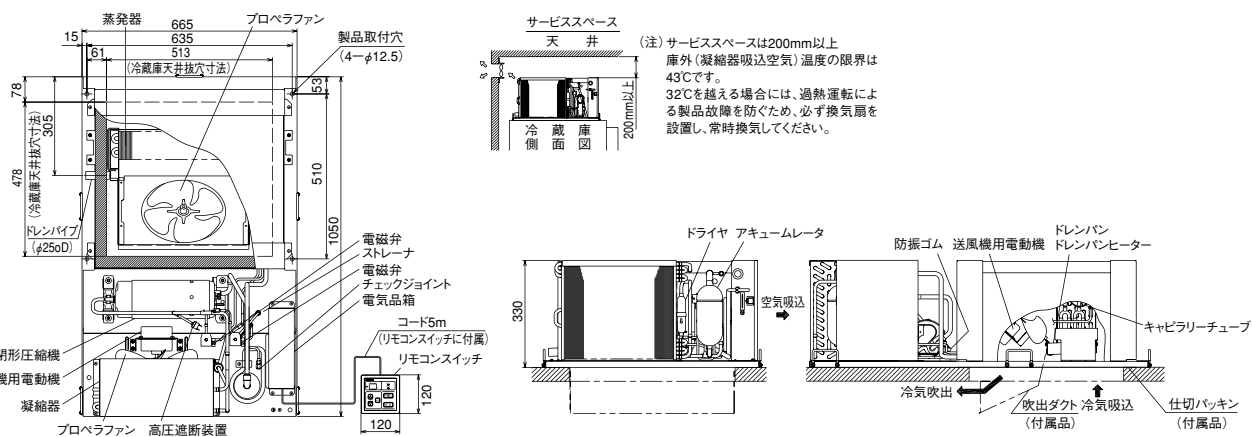 蒸発器
プロペラファン
665
15
635
61
513
(冷蔵庫天井抜穴寸法)
製品取付穴
(4−φ12.5)
78
53
305
478
(冷蔵庫天井抜穴寸法)
510
1050
ドレンパイプ
(φ25oD)
電磁弁
ストレーナ
電磁弁
チェックジョイント
電気品箱
コード5m
(リモコンスイッチに付属)
リモコンスイッチ
120
120
閉形圧縮機
機用電動機
凝縮器
プロペラファン
高圧遮断装置
サービススペース
天井
200mm以上
冷蔵庫
側面図
(注)サービススペースは200mm以上
庫外(凝縮器吸込空気)温度の限界は
43℃です。
32℃を越える場合には、過熱運転によ
る製品故障を防ぐため、必ず換気扇を
設置し、常時換気してください。
ドライヤ
アキュームレータ
330
空気吸込
防振ゴム
送風機用電動機
ドレンパン
ドレンパンヒーター
キャピラリーチューブ
冷気吹出
吹出ダクト
(付属品)
冷気吸込
仕切パッキン
(付属品)